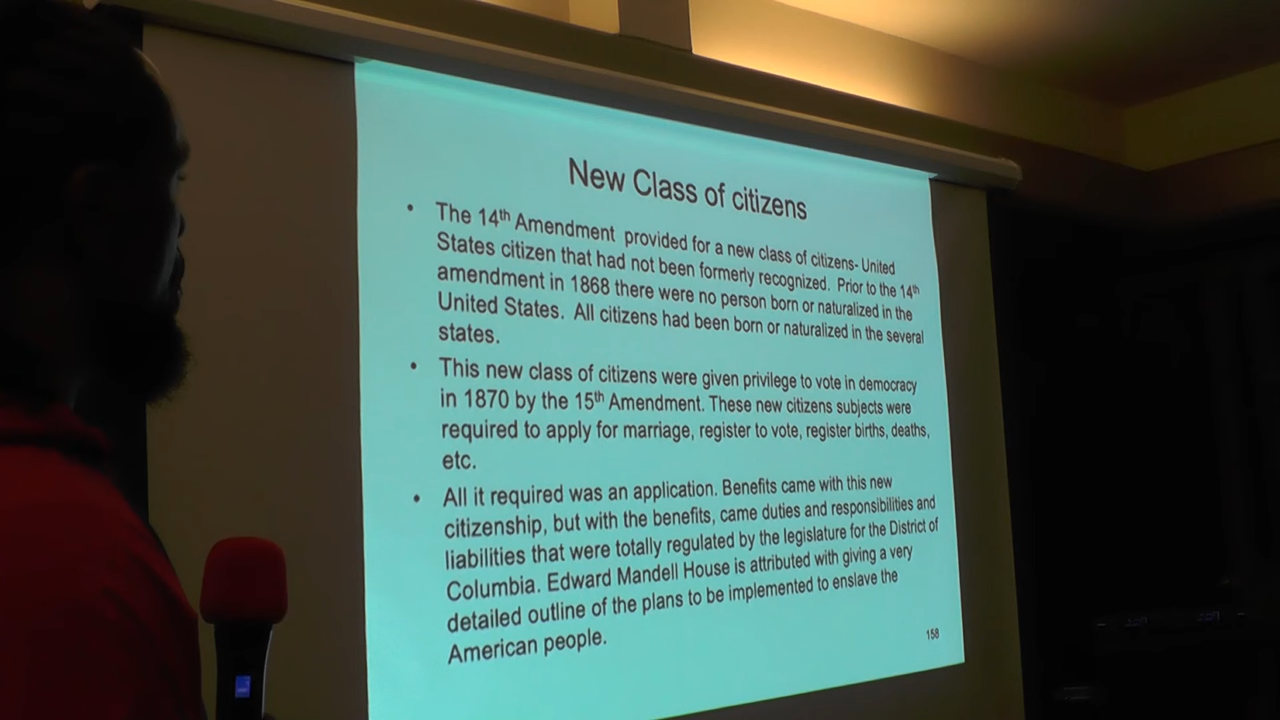 New Class of citizens
• The 14th Amendment provided for a new class of citizens- United
States citizen that had not been formerly recognized. Prior to the 14th
amendment in 1868 there were no person born or naturalized in the
United States. All citizens had been born or naturalized in the several
states.
• This new class of citizens were given privilege to vote in democracy
in 1870 by the 15th Amendment. These new citizens subjects were
required to apply for marriage, register to vote, register births, deaths,
etc.
• All it required was an application. Benefits came with this new
citizenship, but with the benefits, came duties and responsibilities and
liabilities that were totally regulated by the legislature for the District of
Columbia. Edward Mandell House is attributed with giving a very
detailed outline of the plans to be implemented to enslave the
American people.
158